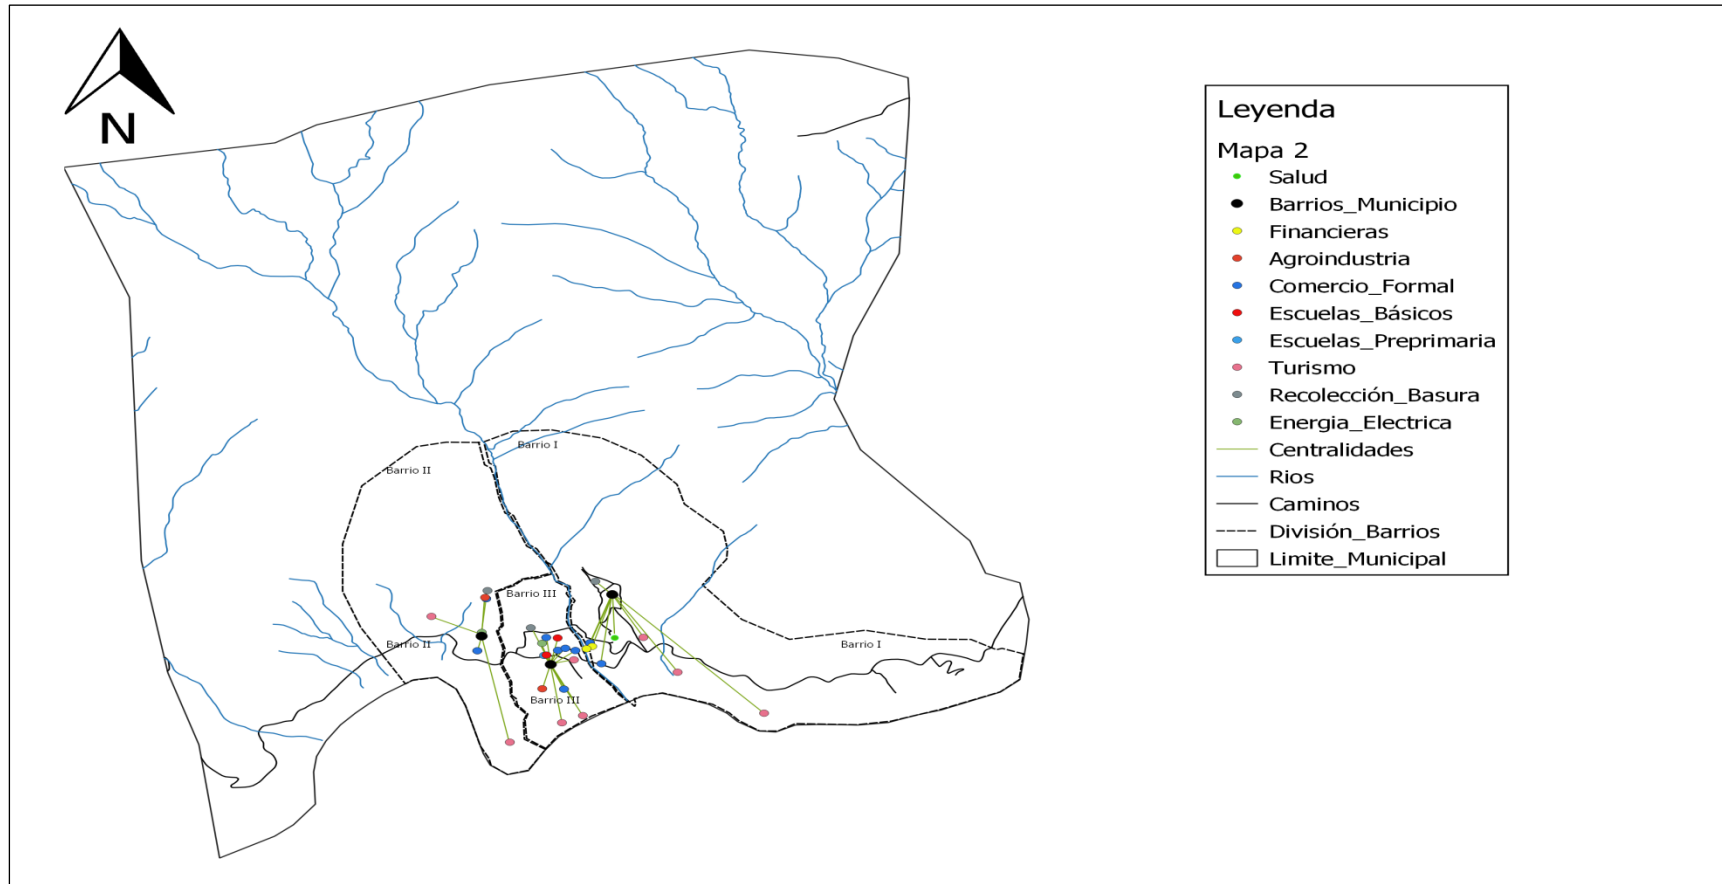 N
Barrio I
Barrio II
Barrio III
Barrio II
Barrio I
Barrio III
Leyenda
Mapa 2
Salud
Barrios_Municipio
Financieras
Agroindustria
Comercio_Formal
Escuelas_Básicos
Escuelas_Preprimaria
Turismo
Recolección_Basura
Energia_Electrica
Centralidades
Rios
Caminos
División_Barrios
Limite_Municipal